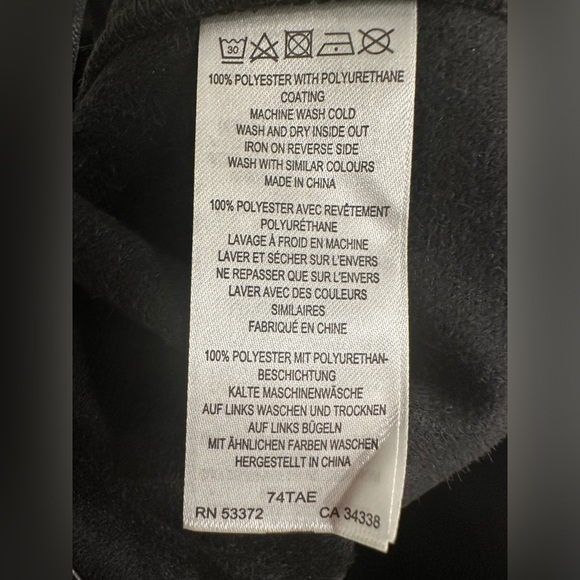 30
100% POLYESTER WITH POLYURETHANE
COATING
MACHINE WASH COLD
WASH AND DRY INSIDE OUT
IRON ON REVERSE SIDE
WASH WITH SIMILAR COLOURS
MADE IN CHINA
100% POLYESTER AVEC REVÊTEMENT
POLYURÉTHANE
LAVAGE À FROID EN MACHINE
LAVER ET SÉCHER SUR L'ENVERS
NE REPASSER QUE SUR L'ENVERS
LAVER AVEC DES COULEURS
SIMILAIRES
FABRIQUÉ EN CHINE
100% POLYESTER MIT POLYURETHAN-
BESCHICHTUNG
KALTE MASCHINENWÄSCHE
AUF LINKS WASCHEN UND TROCKNEN
AUF LINKS BÜGELN
MIT ÄHNLICHEN FARBEN WASCHEN
HERGESTELLT IN CHINA
74TAE
RN 53372 CA 34338